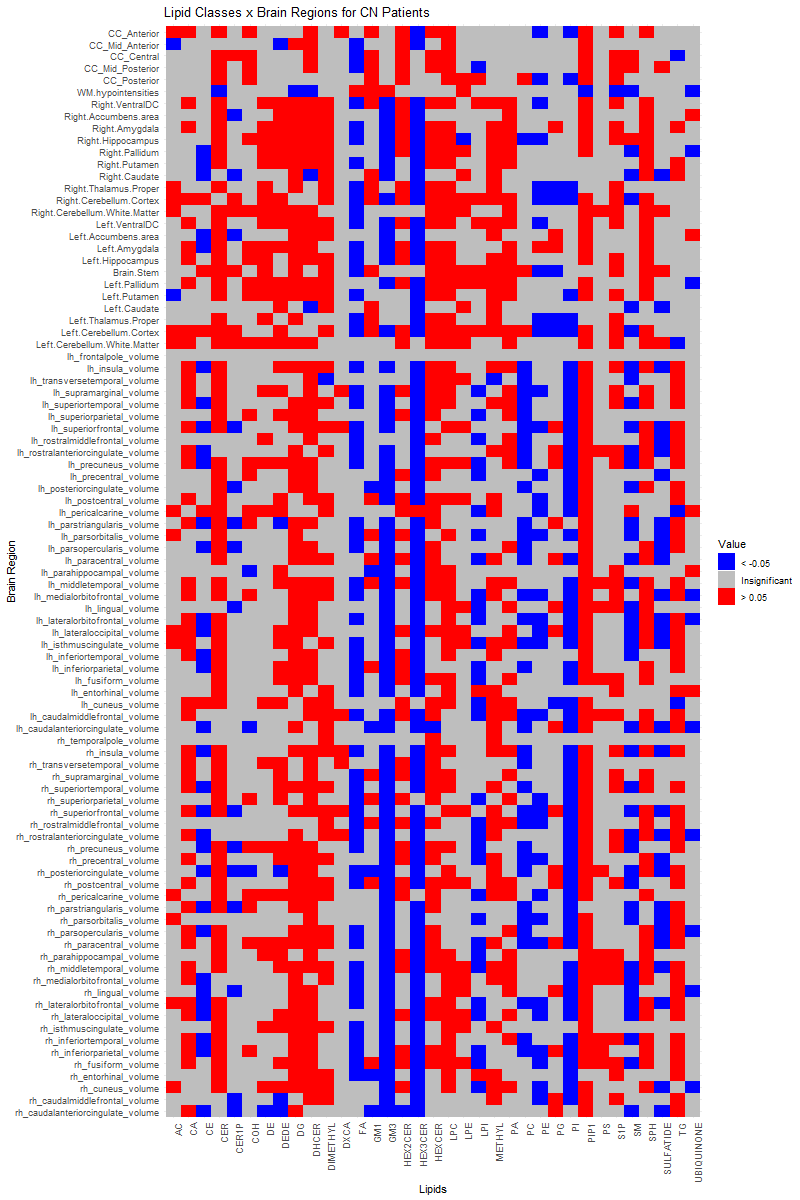 Lipid Classes x Brain Regions for CN Patients
CC_Anterior
CC_Mid_Anterior
CC_Central
CC_Mid_Posterior
CC_Posterior
WM.hypointensities
Right.VentralDC
Right.Accumbens.area
Right.Amygdala
Right.Hippocampus
Right.Pallidum
Right.Putamen
Right.Caudate
Right.Thalamus.Proper
Right.Cerebellum.Cortex
Right.Cerebellum.White.Matter
Left.VentralDC
Left.Accumbens.area
Left.Amygdala
Left.Hippocampus
Brain.Stem
Left.Pallidum
Left.Putamen
Left.Caudate
Left.Thalamus.Proper
Left.Cerebellum.Cortex
Left.Cerebellum.White.Matter
lh_frontalpole_volume
lh_insula_volume
lh_transversetemporal_volume
lh_supramarginal_volume
lh_superiortemporal_volume
lh_superiorparietal_volume
lh_superiorfrontal_volume
lh_rostralmiddlefrontal_volume
lh_rostralanteriorcingulate_volume
lh_precuneus_volume
lh_precentral_volume
lh_posteriorcingulate_volume
lh_postcentral_volume
lh_pericalcarine_volume
lh_parstriangularis_volume
lh_parsorbitalis_volume
lh_parsopercularis_volume
lh_paracentral_volume
lh_parahippocampal_volume
lh_middletemporal_volume
lh_medialorbitofrontal_volume
lh_lingual_volume
lh_lateralorbitofrontal_volume
lh_lateraloccipital_volume
lh_isthmuscingulate_volume
lh_inferiortemporal_volume
lh_inferiorparietal_volume
lh_fusiform_volume
lh_entorhinal_volume
lh_cuneus_volume
lh_caudalmiddlefrontal_volume
lh_caudalanteriorcingulate_volume
rh_temporalpole_volume
rh_insula_volume
rh_transversetemporal_volume
rh_supramarginal_volume
rh_superiortemporal_volume
rh_superiorparietal_volume
rh_superiorfrontal_volume
rh_rostralmiddlefrontal_volume
rh_rostralanteriorcingulate_volume
rh_precuneus_volume
rh_precentral_volume
rh_posteriorcingulate_volume
rh_postcentral_volume
rh_pericalcarine_volume
rh_parstriangularis_volume
rh_parsorbitalis_volume
rh_parsopercularis_volume
rh_paracentral_volume
rh_parahippocampal_volume
rh_middletemporal_volume
rh_medialorbitofrontal_volume
rh_lingual_volume
rh_lateralorbitofrontal_volume
rh_lateraloccipital_volume
rh_isthmuscingulate_volume
rh_inferiortemporal_volume
rh_inferiorparietal_volume
rh_fusiform_volume
rh_entorhinal_volume
rh_cuneus_volume
rh_caudalmiddlefrontal_volume
rh_caudalanteriorcingulate_volume
Brain Region
AC
CA
CE
CER
CER1P
COH
DE
DEDE
DG
DHCER
DIMETHYL
DXCA
FA
GM1
GM3
HEX2CER
HEX3CER
HEXCER
LPC
LPE
LPI
METHYL
PA
PC
PE
PG
PI
PIP1
PS
S1P
SM
SPH
SULFATIDE
TG
UBIQUINONE
Lipids
Value
< -0.05
Insignificant
> 0.05